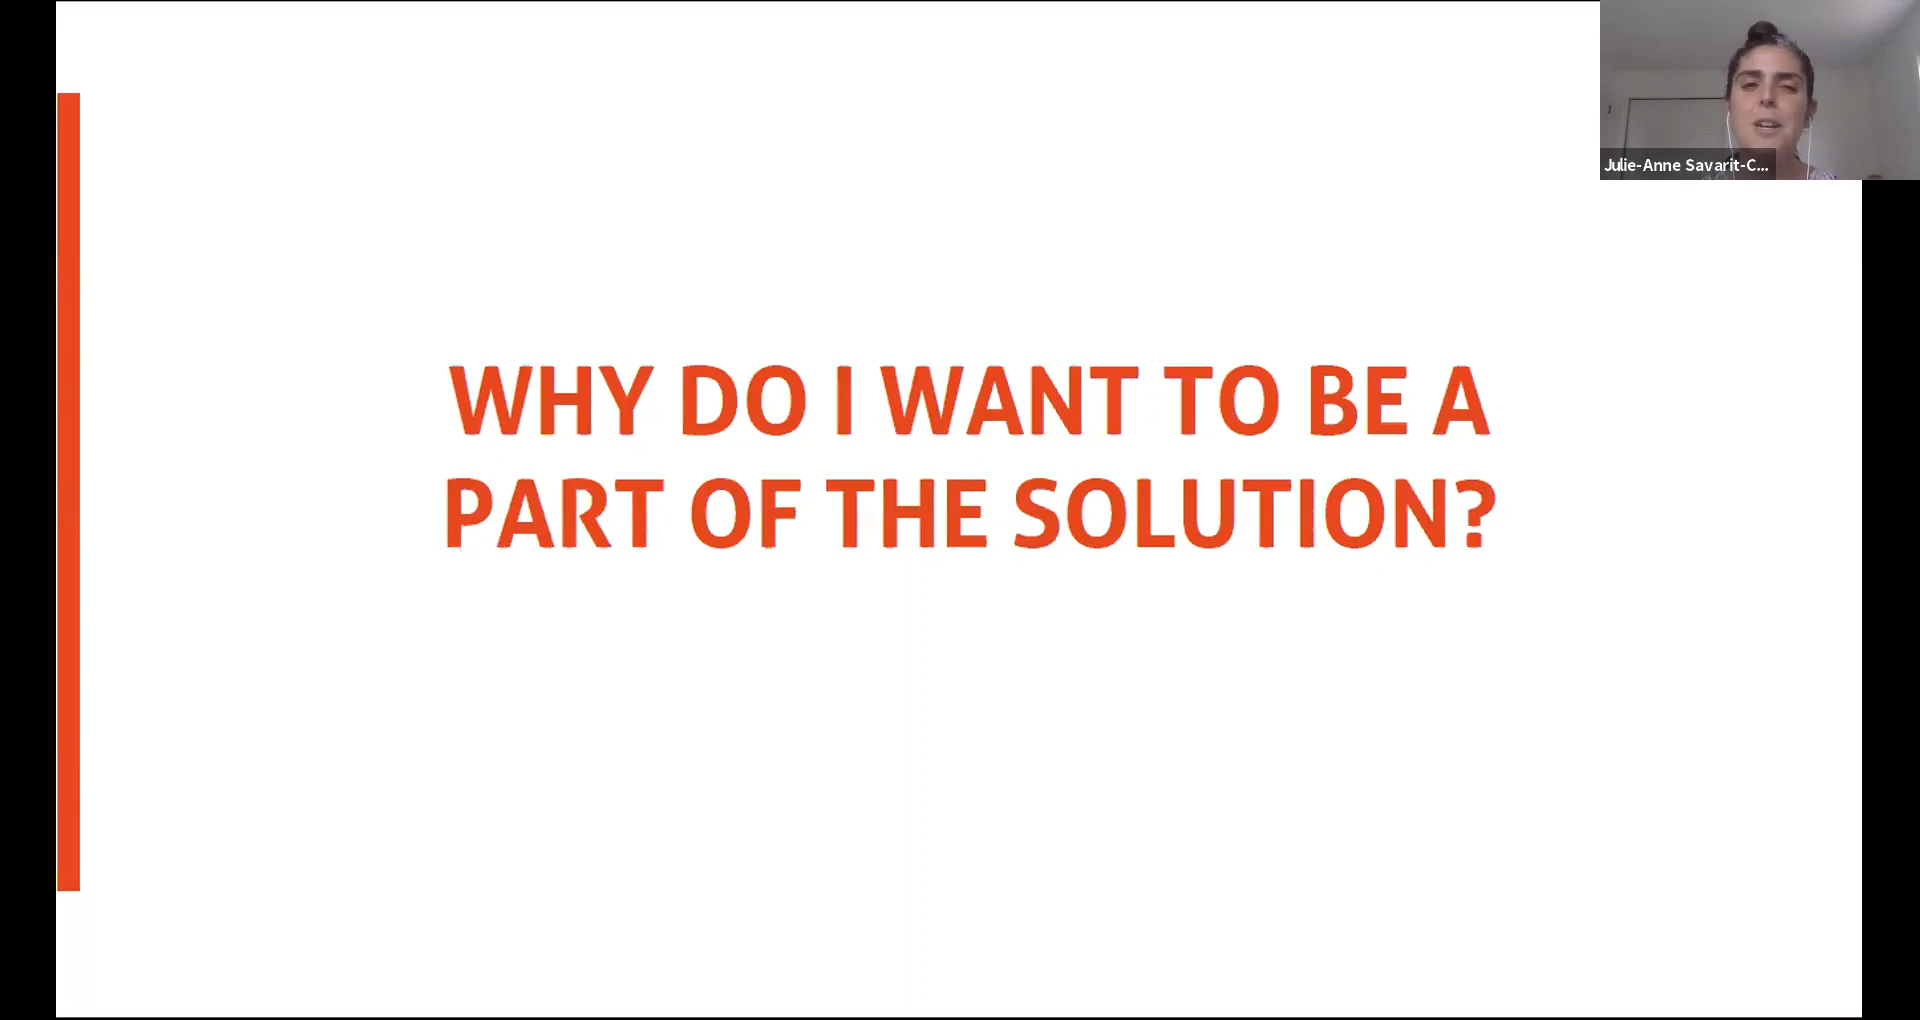 Julie-Anne Savarit-C...
WHY DO I WANT TO BE A
PART OF THE SOLUTION?